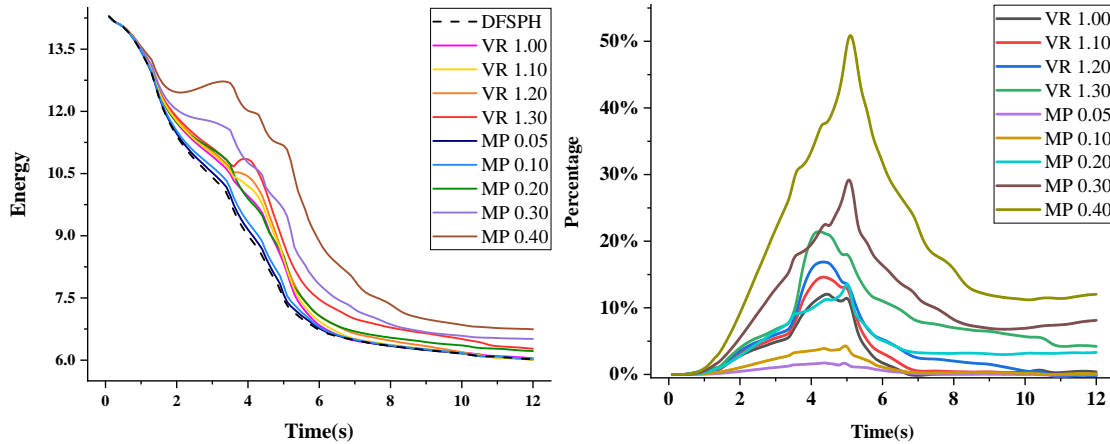 Energy
13.5
12.0
10.5
9.0
7.5
6.0
0
2
4
6
8
10
12
Time(s)
DFSPH
VR 1.00
VR 1.10
VR 1.20
VR 1.30
MP 0.05
MP 0.10
MP 0.20
MP 0.30
MP 0.40
Percentage
50%
40%
30%
20%
10%
0%
0
2
4
6
8
10
12
Time(s)
VR 1.00
VR 1.10
VR 1.20
VR 1.30
MP 0.05
MP 0.10
MP 0.20
MP 0.30
MP 0.40